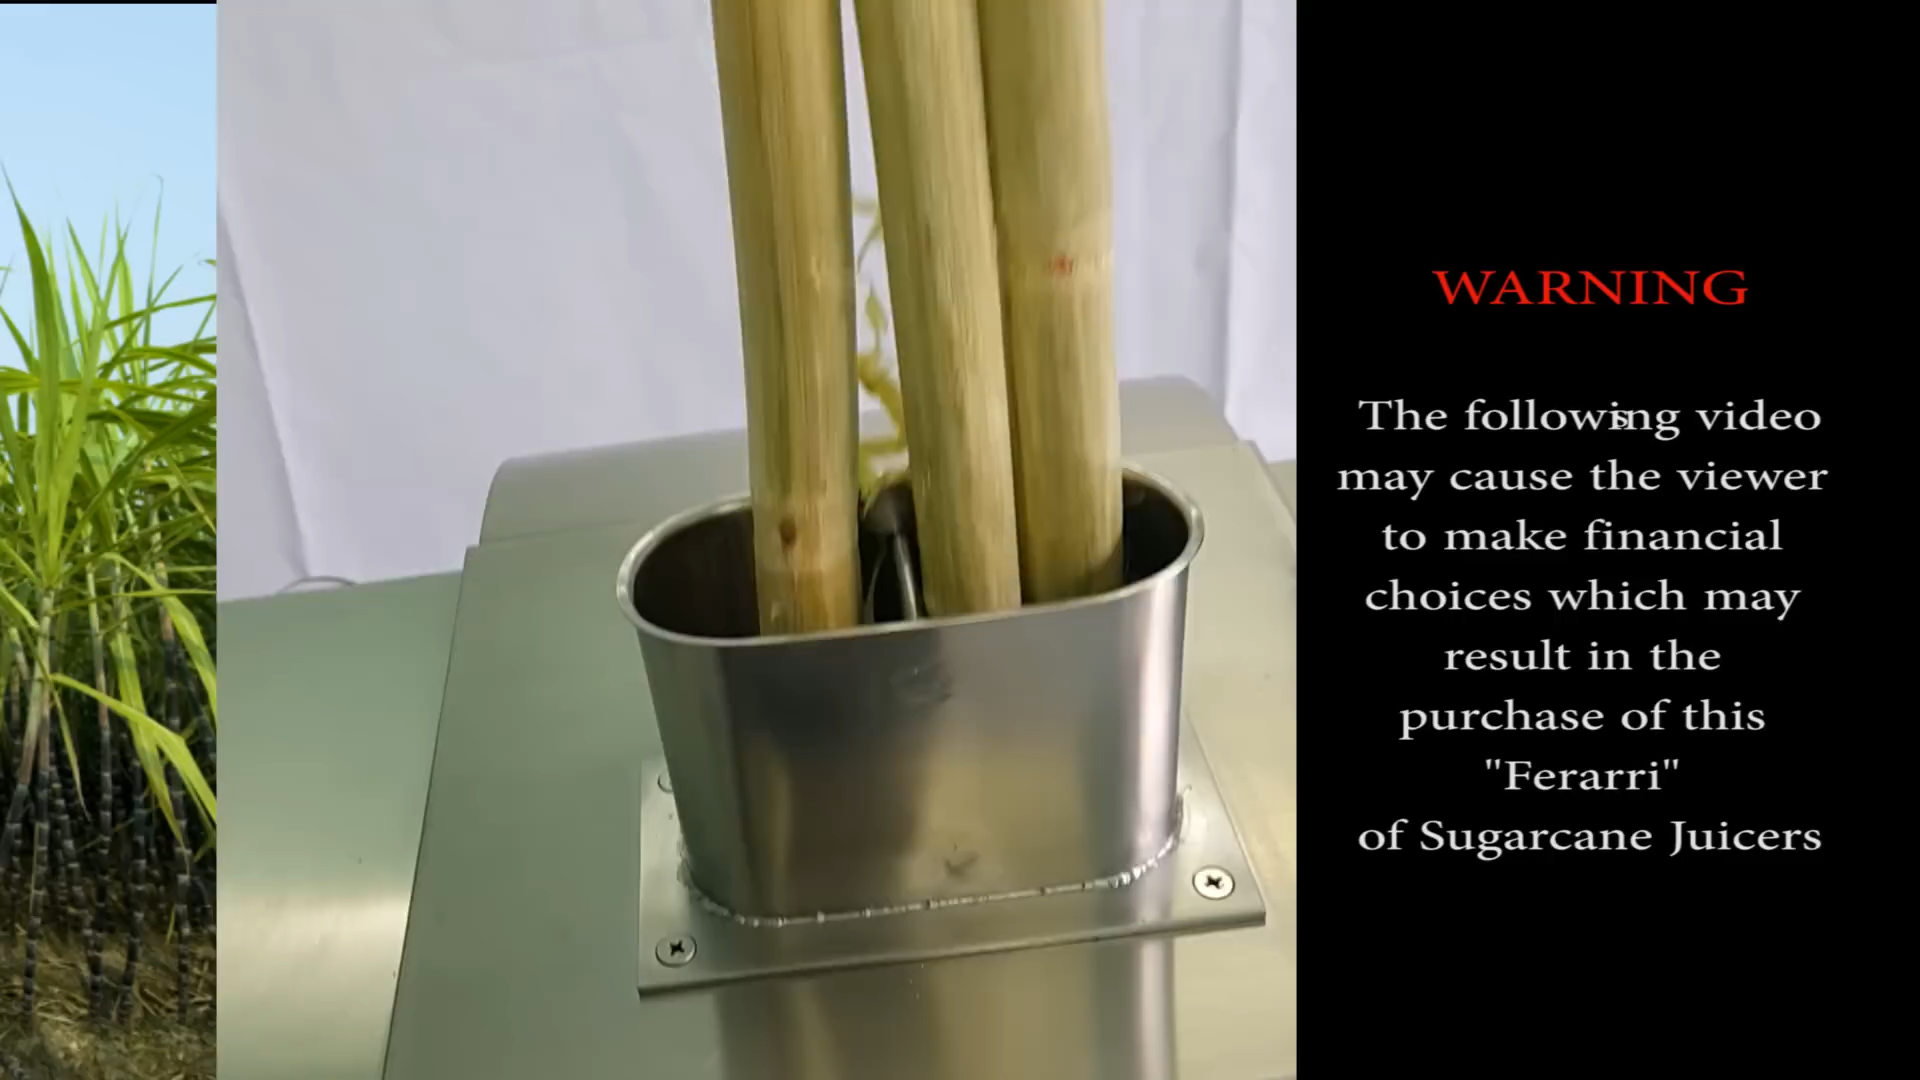 WARNING
The following video
may cause the viewer
to make financial
choices which may
result in the
purchase of this
"Ferarri"
of Sugarcane Juicers